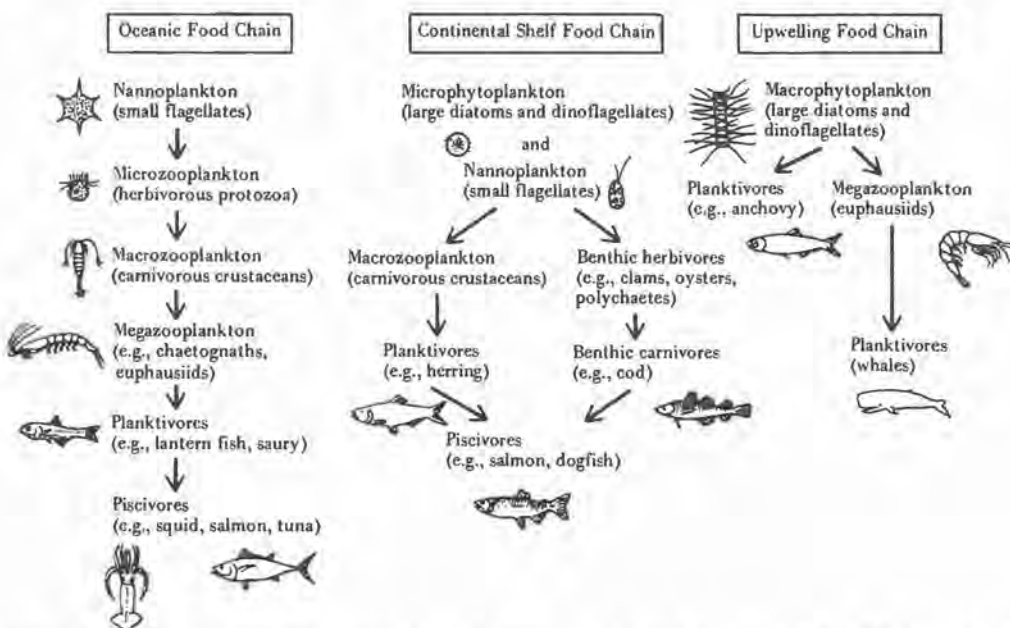 Oceanic Food Chain
Nannoplankton
(small flagellates)
Microzooplankton
(herbivorous protozoa)
Macrozooplankton
(carnivorous crustaceans)
Megazooplankton
(e.g., chaetognaths,
euphausiids)
Planktivores
(e.g., lantern fish, saury)
Piscivores
(e.g., squid, salmon, tuna)
Continental Shelf Food Chain
Microphytoplankton
(large diatoms and dinoflagellates)
and
Nannoplankton
(small flagellates)
Macrozooplankton
(carnivorous crustaceans)
Benthic herbivores
(e.g., clams, oysters,
polychaetes)
Planktivores
(e.g., herring)
Benthic carnivores
(e.g., cod)
Piscivores
(e.g., salmon, dogfish)
Upwelling Food Chain
Macrophytoplankton
(large diatoms and
dinoflagellates)
Planktivores
(e.g., anchovy)
Megazooplankton
(euphausiids)
Planktivores
(whales)